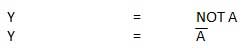 Y = NOT A
Y = A̅